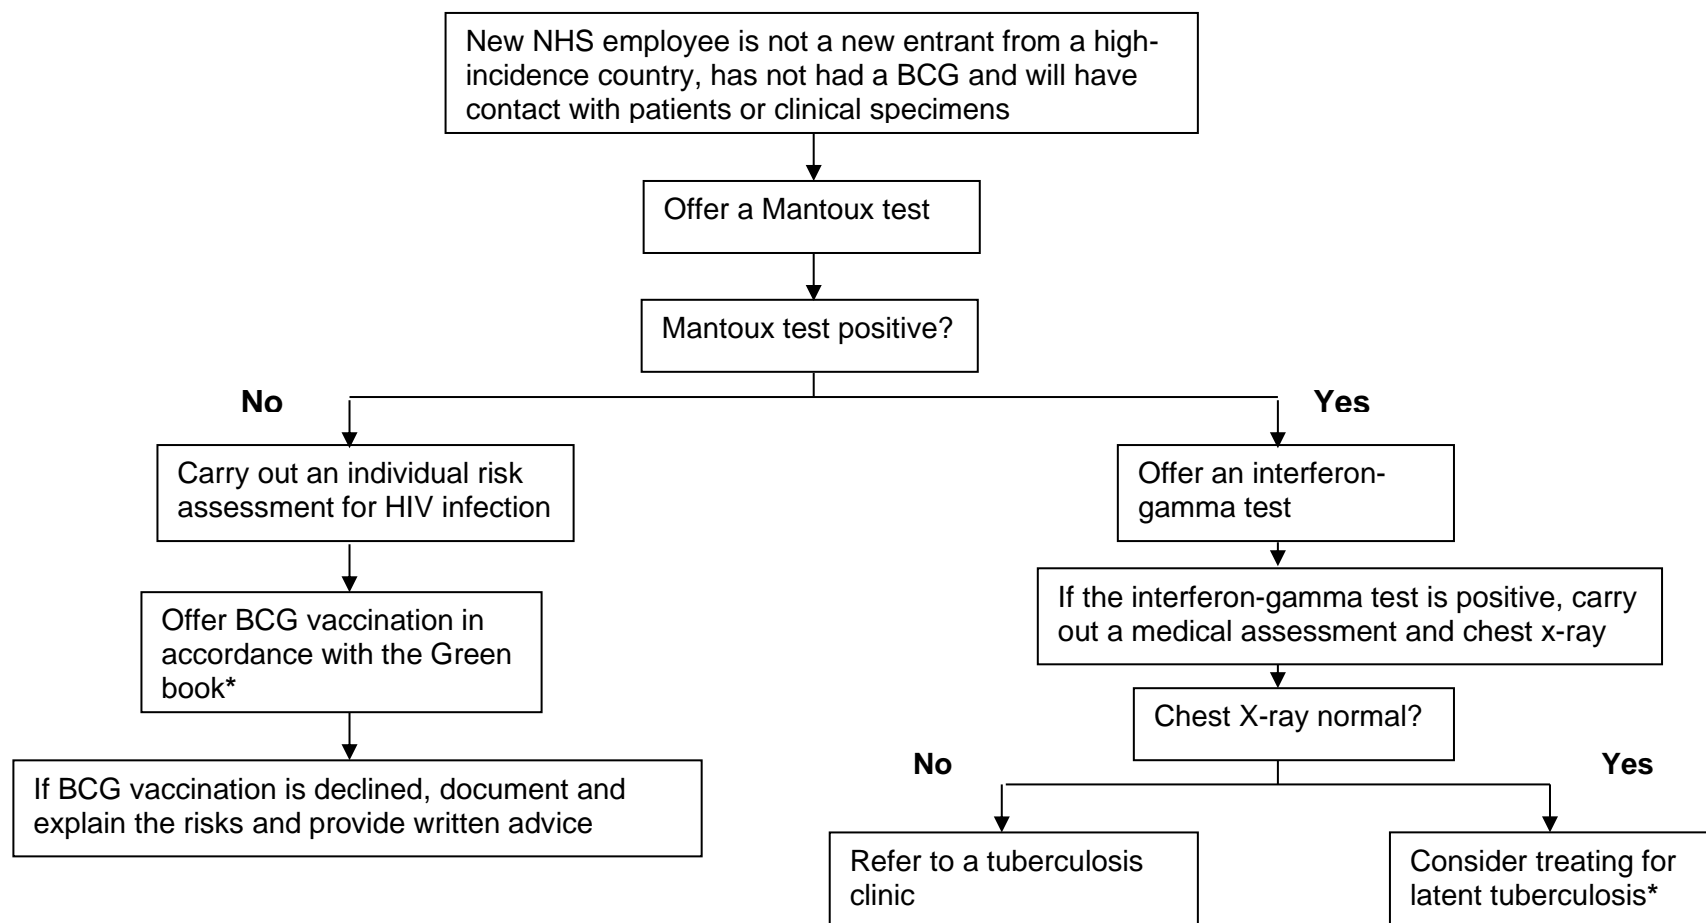 New NHS employee is not a new entrant from a high-
incidence country, has not had a BCG and will have
contact with patients or clinical specimens
Offer a Mantoux test
Mantoux test positive?
No
Yes
Carry out an individual risk
assessment for HIV infection
Offer an interferon-
gamma test
Offer BCG vaccination in
accordance with the Green
book*
If the interferon-gamma test is positive, carry
out a medical assessment and chest x-ray
Chest X-ray normal?
If BCG vaccination is declined, document and
explain the risks and provide written advice
No
Yes
Refer to a tuberculosis
clinic
Consider treating for
latent tuberculosis*